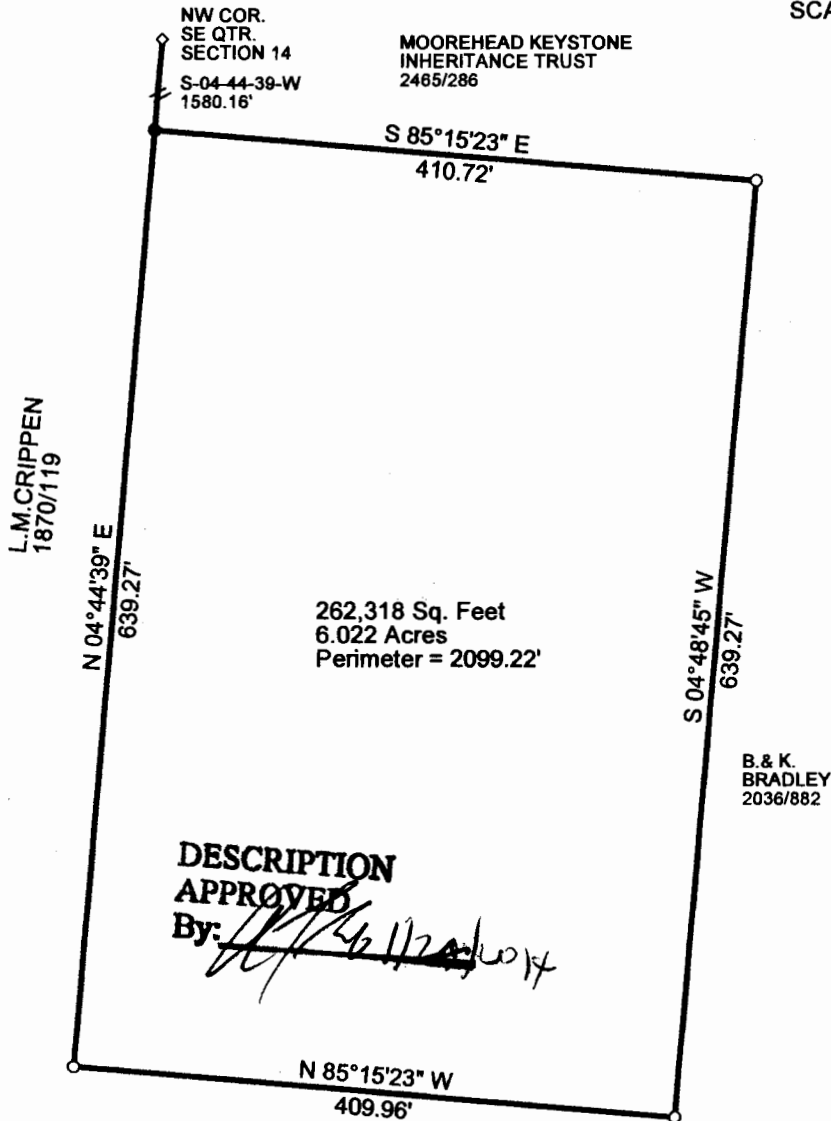 SCA
NW COR.
SE QTR.
SECTION 14
S-04-44-39-W
1580.16'
MOOREHEAD KEYSTONE
INHERITANCE TRUST
2465/286
S 85°15'23" E
410.72'
L.M.CRIPPEN
1870/119
N 04°44'39" E
639.27'
262,318 Sq. Feet
6.022 Acres
Perimeter = 2099.22'
S 04°48'45" W
639.27'
B.& K.
BRADLEY
2036/882
DESCRIPTION
APPROVED
By:
N 85°15'23" W
409.96'